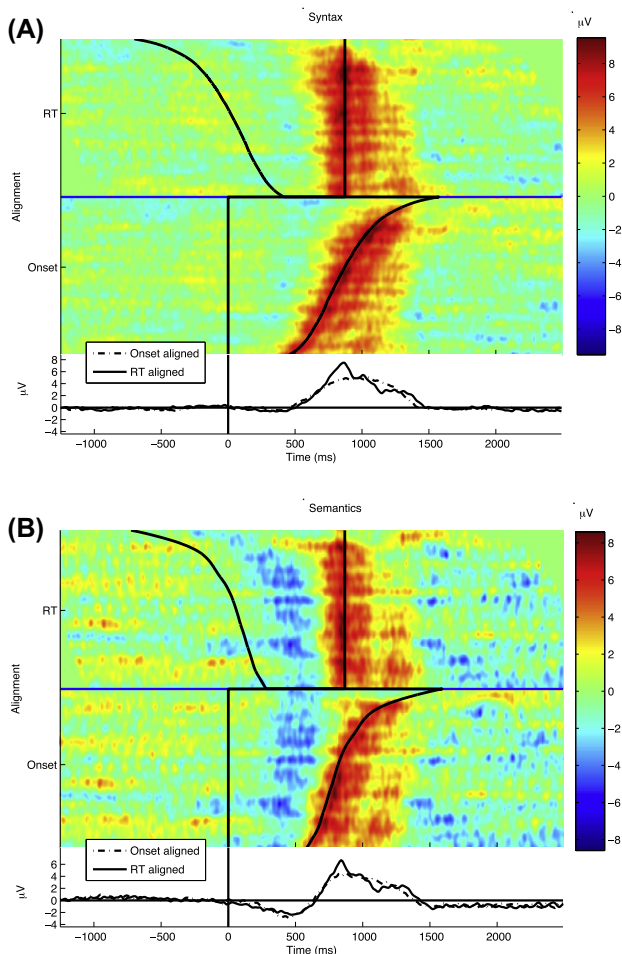 (A)
Syntax
μV
RT
Alignment
Onset
8
6
4
2
0
−2
−4
−6
−8
Onset aligned
RT aligned
μV
8
6
4
2
0
−2
−4
−1000 −500 0 500 1000 1500 2000
Time (ms)
(B)
Semantics
μV
RT
Alignment
Onset
8
6
4
2
0
−2
−4
−6
−8
Onset aligned
RT aligned
μV
6
4
2
0
−2
−4
−1000 −500 0 500 1000 1500 2000
Time (ms)